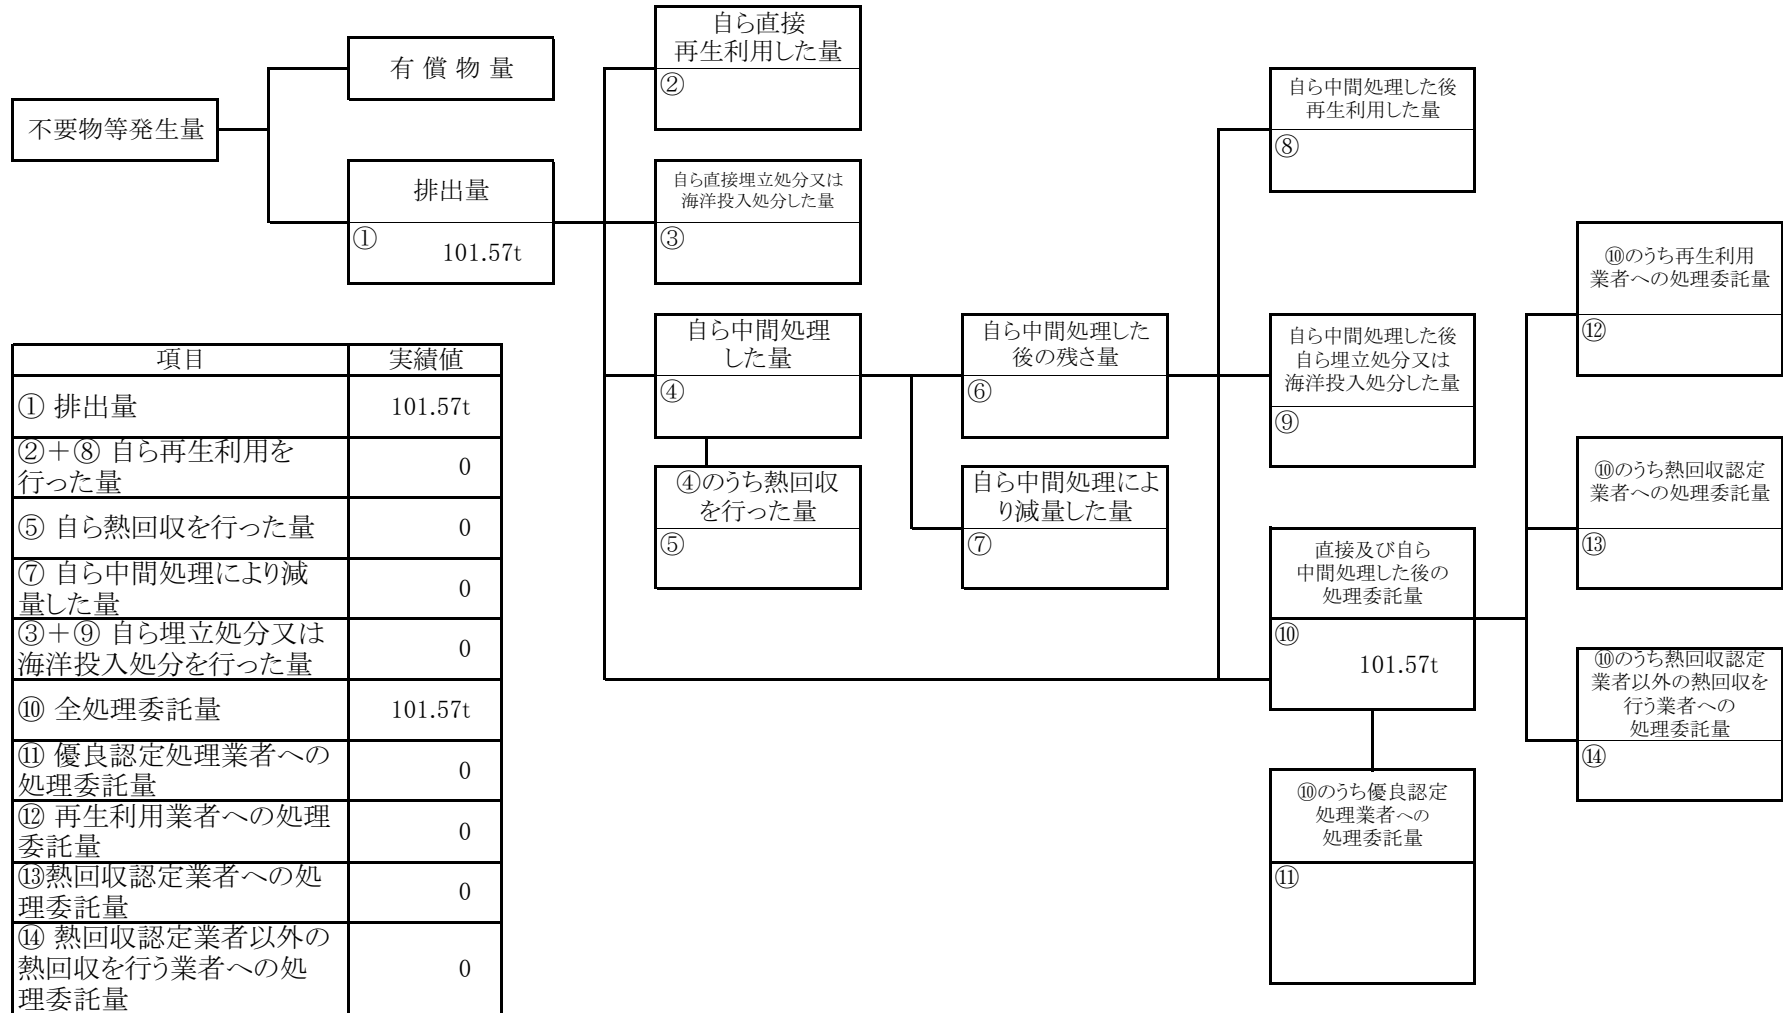 不要物等発生量
有 償 物 量
排出量
①
101.57t
自ら直接
再生利用した量
②
自ら直接埋立処分又は
海洋投入処分した量
③
自ら中間処理
した量
④
④のうち熱回収
を行った量
⑤
自ら中間処理した
後の残さ量
⑥
自ら中間処理によ
り減量した量
⑦
自ら中間処理した後
再生利用した量
⑧
自ら中間処理した後
自ら埋立処分又は
海洋投入処分した量
⑨
直接及び自ら
中間処理した後の
処理委託量
⑩
101.57t
⑩のうち優良認定
処理業者への
処理委託量
⑪
⑩のうち再生利用
業者への処理委託量
⑫
⑩のうち熱回収認定
業者への処理委託量
⑬
⑩のうち熱回収認定
業者以外の熱回収を
行う業者への
処理委託量
⑭
項目 実績値
① 排出量 101.57t
②＋⑧ 自ら再生利用を
行った量 0
⑤ 自ら熱回収を行った量 0
⑦ 自ら中間処理により減
量した量 0
③＋⑨ 自ら埋立処分又は
海洋投入処分を行った量 0
⑩ 全処理委託量 101.57t
⑪ 優良認定処理業者への
処理委託量 0
⑫ 再生利用業者への処理
委託量 0
⑬熱回収認定業者への処
理委託量 0
⑭ 熱回収認定業者以外の
熱回収を行う業者への処
理委託量 0